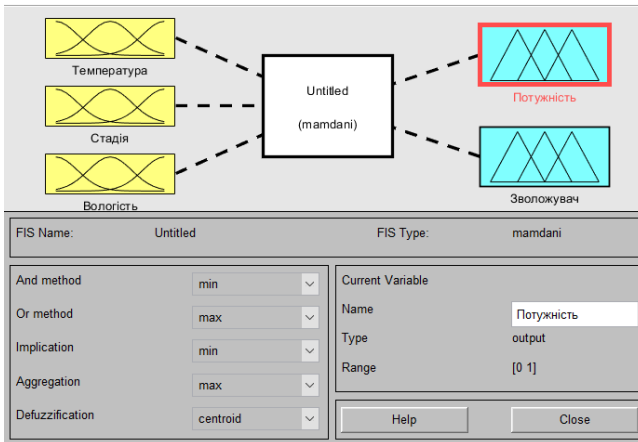 Температура
Стадія
Вологість
Untitled
(mamdani)
Потужність
Зволожувач
FIS Name: Untitled FIS Type: mamdani
And method min
Or method max
Implication min
Aggregation max
Defuzzification centroid
Current Variable
Name Потужність
Type output
Range [0 1]
Help Close